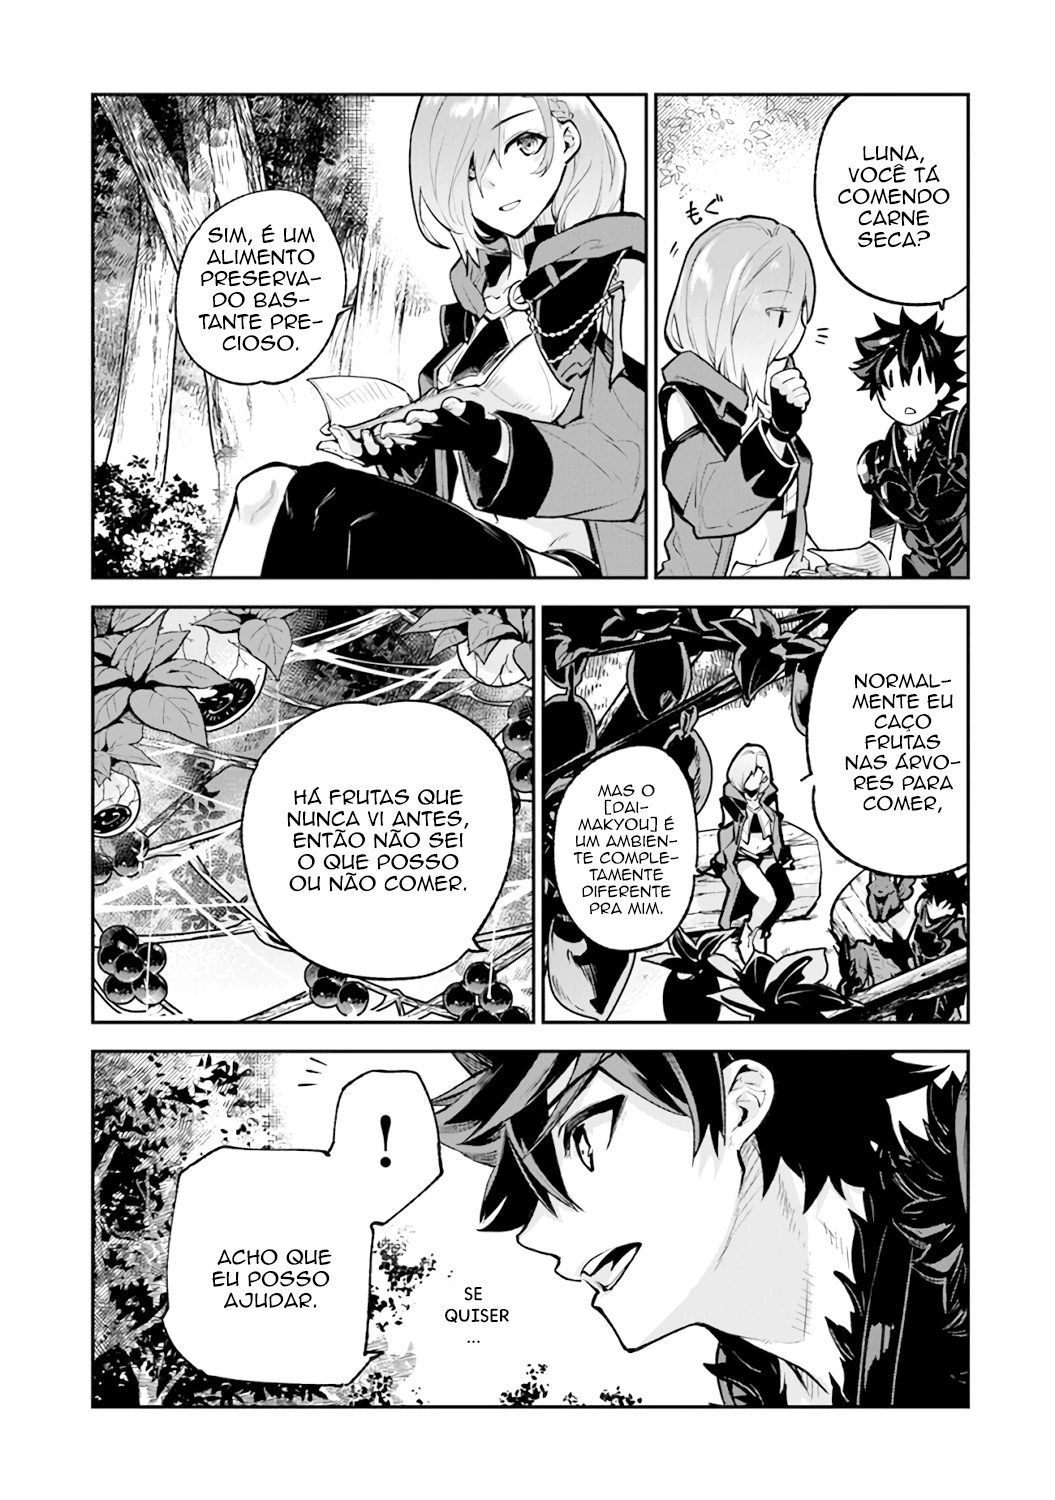 LUNA,
VOCÊ TÁ
COMENDO
CARNE
SECA?
もぐ
SIM, É UM
ALIMENTO
PRESERVA-
DO BAS-
TANTE PRE-
CIOSO.
NORMAL-
MENTE EU
CAÇO
FRUTAS
NAS ÁRVO-
RES PARA
COMER,
MAS O
[DAI-
MAKYOU] É
UM AMBIEN-
TE COMPLE-
TAMENTE
DIFERENTE
PRA MIM.
HÁ FRUTAS QUE
NUNCA VI ANTES,
ENTÃO NÃO SEI
O QUE POSSO
OU NÃO COMER.
!
ACHO QUE
EU POSSO
AJUDAR.
SE
QUISER
...